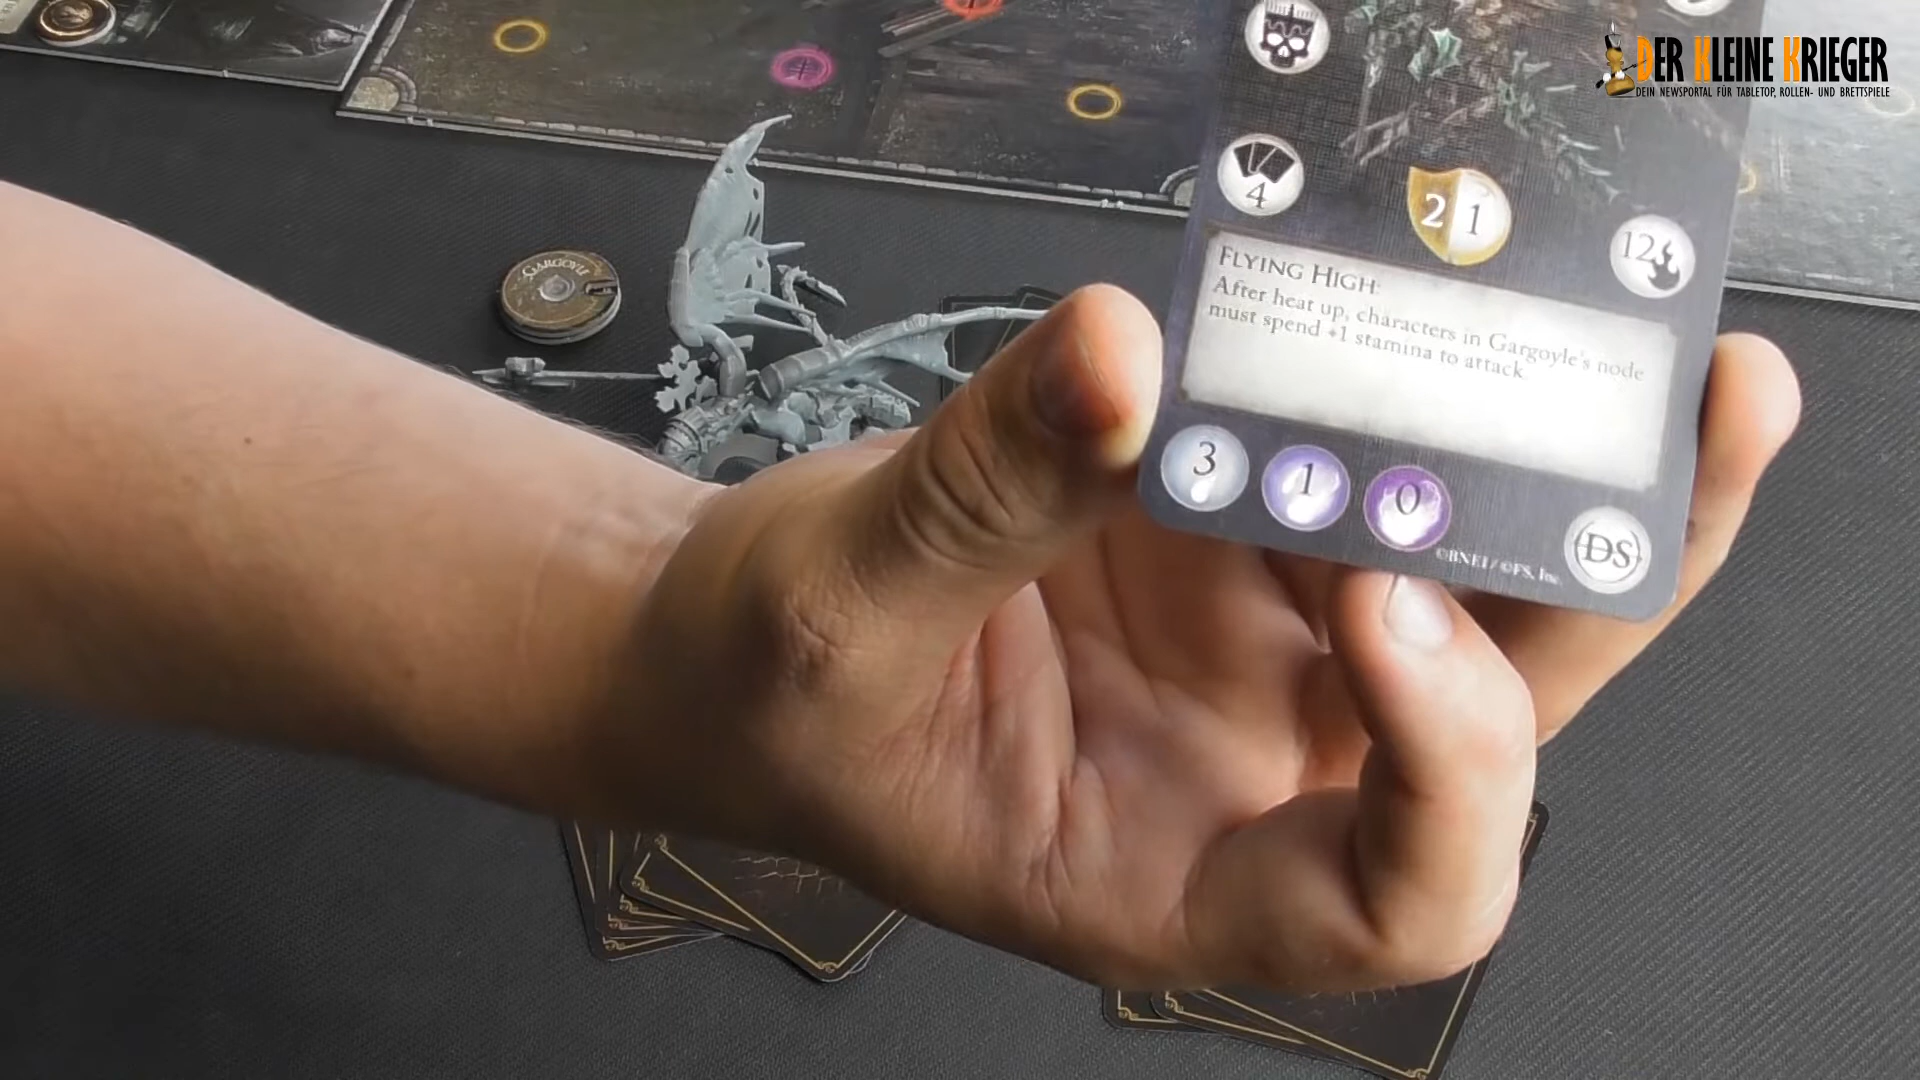 DER KLEINE KRIEGER
DEIN NEWSPORTAL FÜR TABLETOP, ROLLEN- UND BRETTSPIELE
4
2 1
12
GARGOYLE
FLYING HIGH:
After heat up, characters in Gargoyle's node
must spend +1 stamina to attack.
3 1 0
©BNEI / ©FS, Inc.
DS